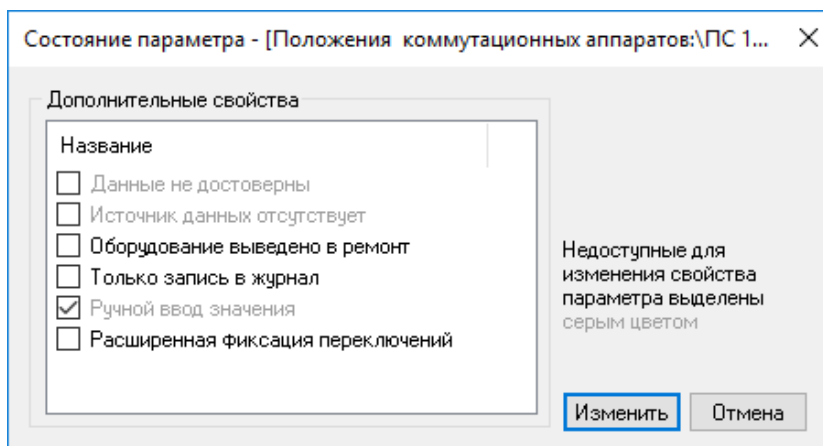 Состояние параметра - [Положения коммутационных аппаратов:\ПС 1...
Дополнительные свойства
Название
Данные не достоверны
Источник данных отсутствует
Оборудование выведено в ремонт
Только запись в журнал
Ручной ввод значения
Расширенная фиксация переключений
Недоступные для
изменения свойства
параметра выделены
серым цветом
Изменить
Отмена